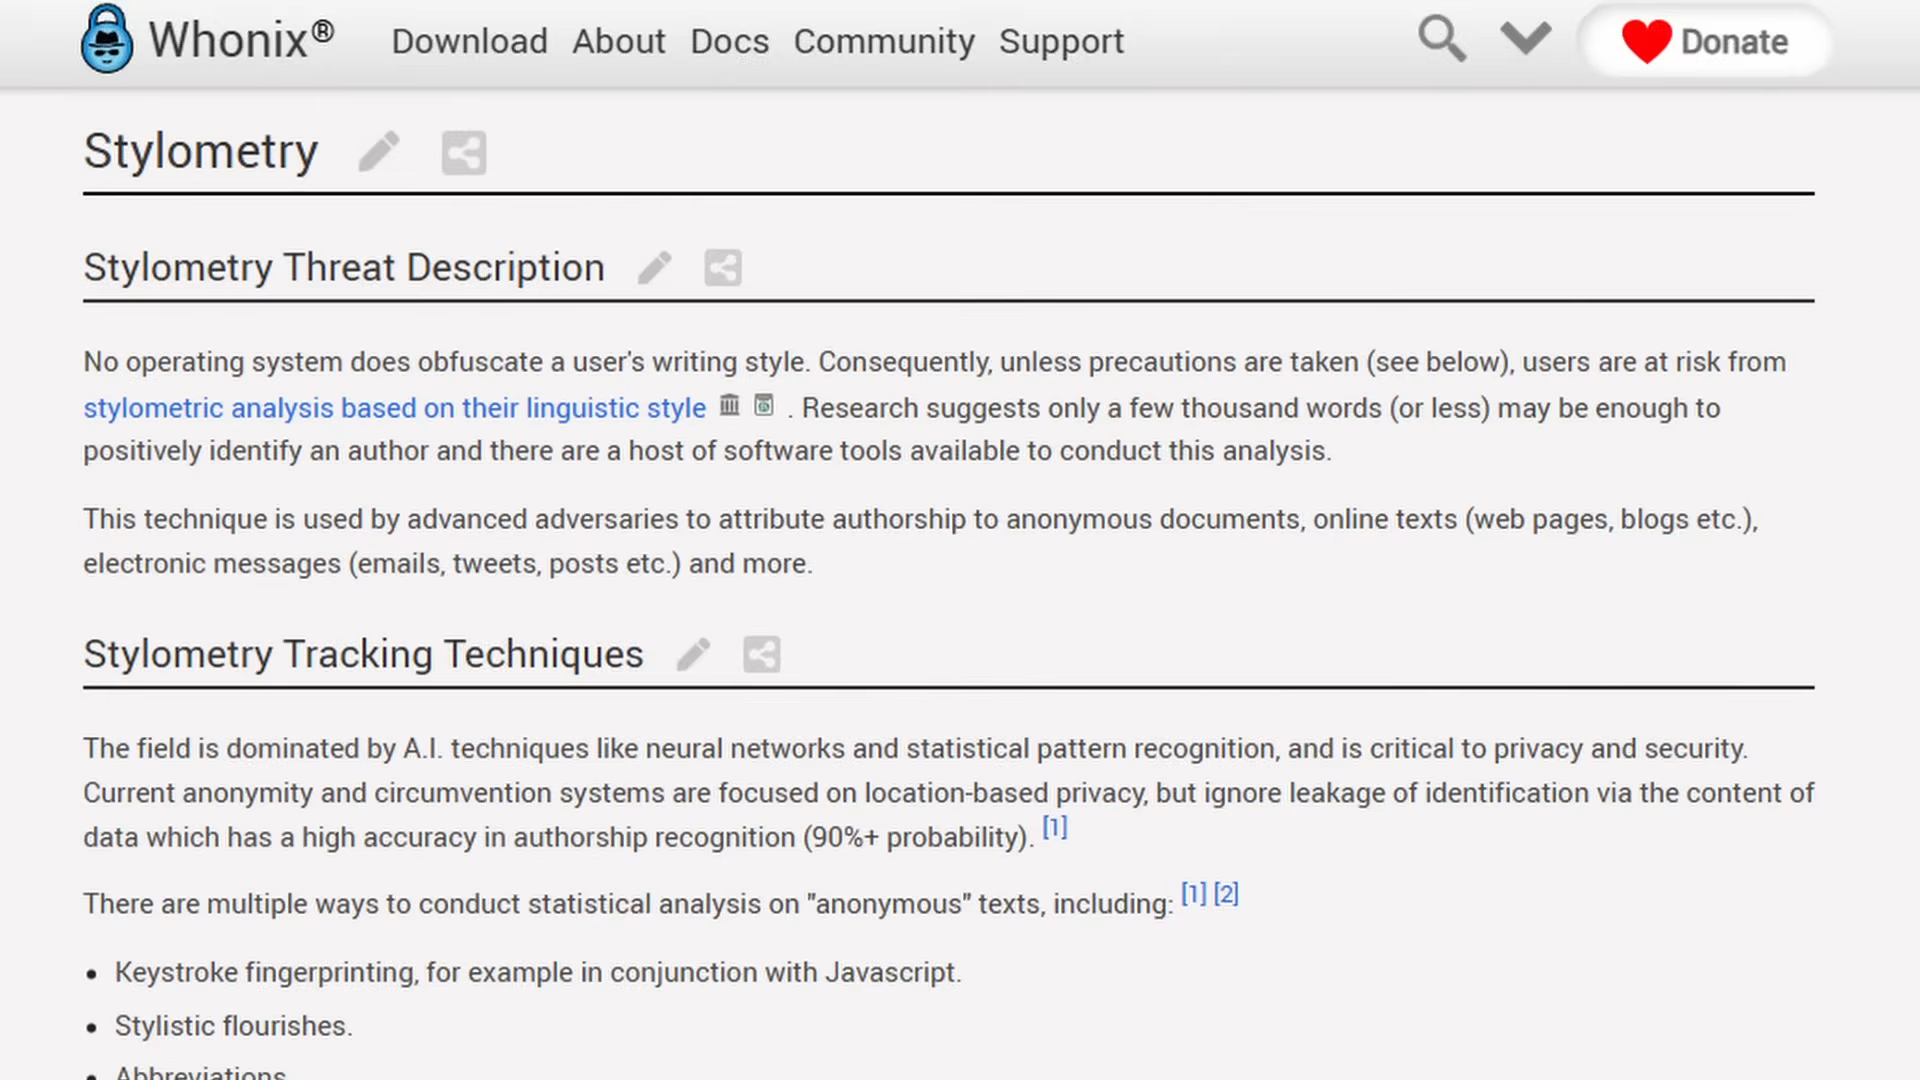 Whonix®
Download About Docs Community Support
Donate
Stylometry
Stylometry Threat Description
No operating system does obfuscate a user's writing style. Consequently, unless precautions are taken (see below), users are at risk from
stylometric analysis based on their linguistic style . Research suggests only a few thousand words (or less) may be enough to
positively identify an author and there are a host of software tools available to conduct this analysis.
This technique is used by advanced adversaries to attribute authorship to anonymous documents, online texts (web pages, blogs etc.),
electronic messages (emails, tweets, posts etc.) and more.
Stylometry Tracking Techniques
The field is dominated by A.I. techniques like neural networks and statistical pattern recognition, and is critical to privacy and security.
Current anonymity and circumvention systems are focused on location-based privacy, but ignore leakage of identification via the content of
data which has a high accuracy in authorship recognition (90%+ probability). [1]
There are multiple ways to conduct statistical analysis on "anonymous" texts, including: [1] [2]
• Keystroke fingerprinting, for example in conjunction with Javascript.
• Stylistic flourishes.
• Abbreviations